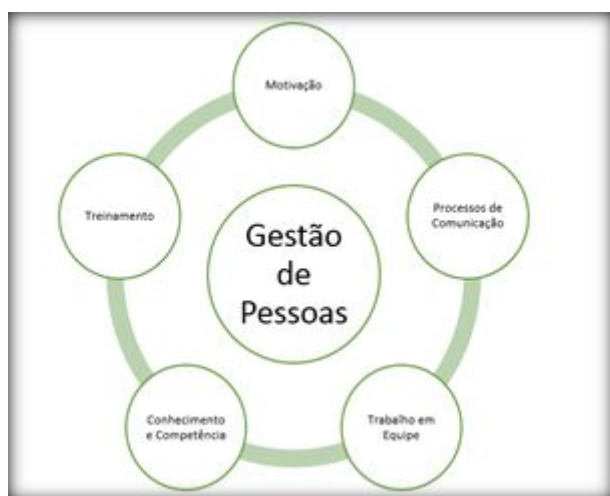 Motivação
Treinamento
Processos de
Comunicação
Gestão
de
Pessoas
Conhecimento
e Competência
Trabalho em
Equipe